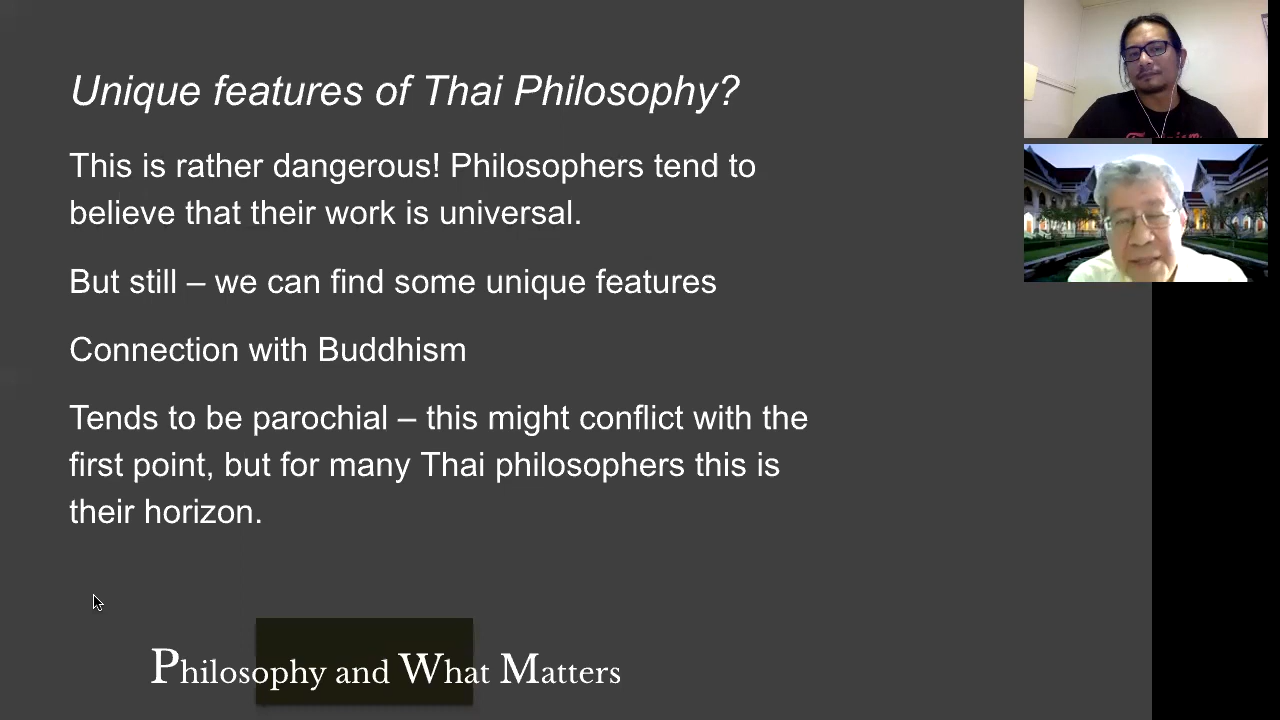 Unique features of Thai Philosophy?
This is rather dangerous! Philosophers tend to
believe that their work is universal.
But still – we can find some unique features
Connection with Buddhism
Tends to be parochial – this might conflict with the
first point, but for many Thai philosophers this is
their horizon.
Philosophy and What Matters